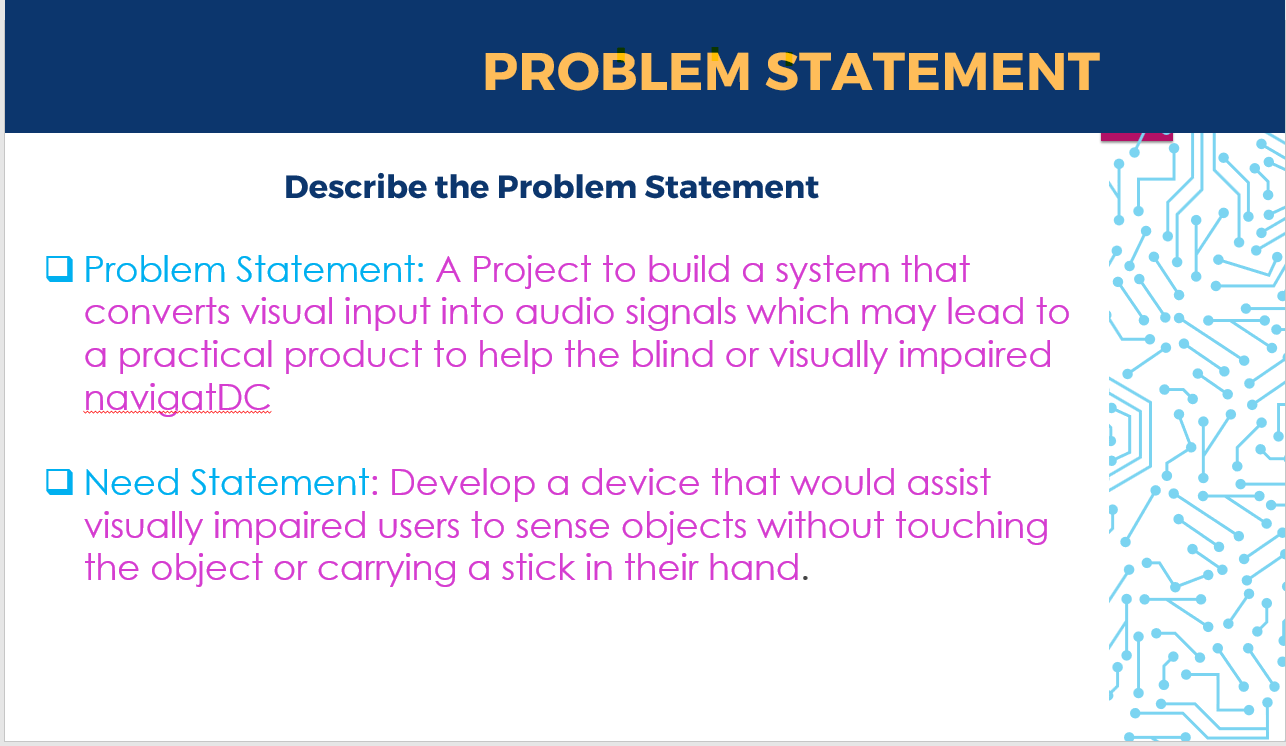 PROBLEM STATEMENT
Describe the Problem Statement
Problem Statement: A Project to build a system that
converts visual input into audio signals which may lead to
a practical product to help the blind or visually impaired
navigatDC
Need Statement: Develop a device that would assist
visually impaired users to sense objects without touching
the object or carrying a stick in their hand.